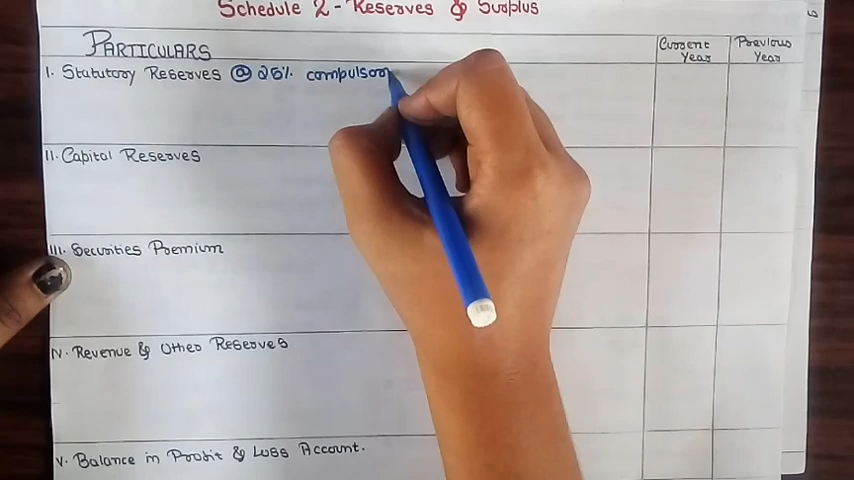 Schedule 2 - Reserves & Surplus
PARTICULARS
Current Year
Previous Year
I. Statutory Reserves @ 25% compulsor
II. Capital Reserves
III. Securities Premium
IV. Revenue & Other Reserves
V. Balance in Profit & Loss Account.